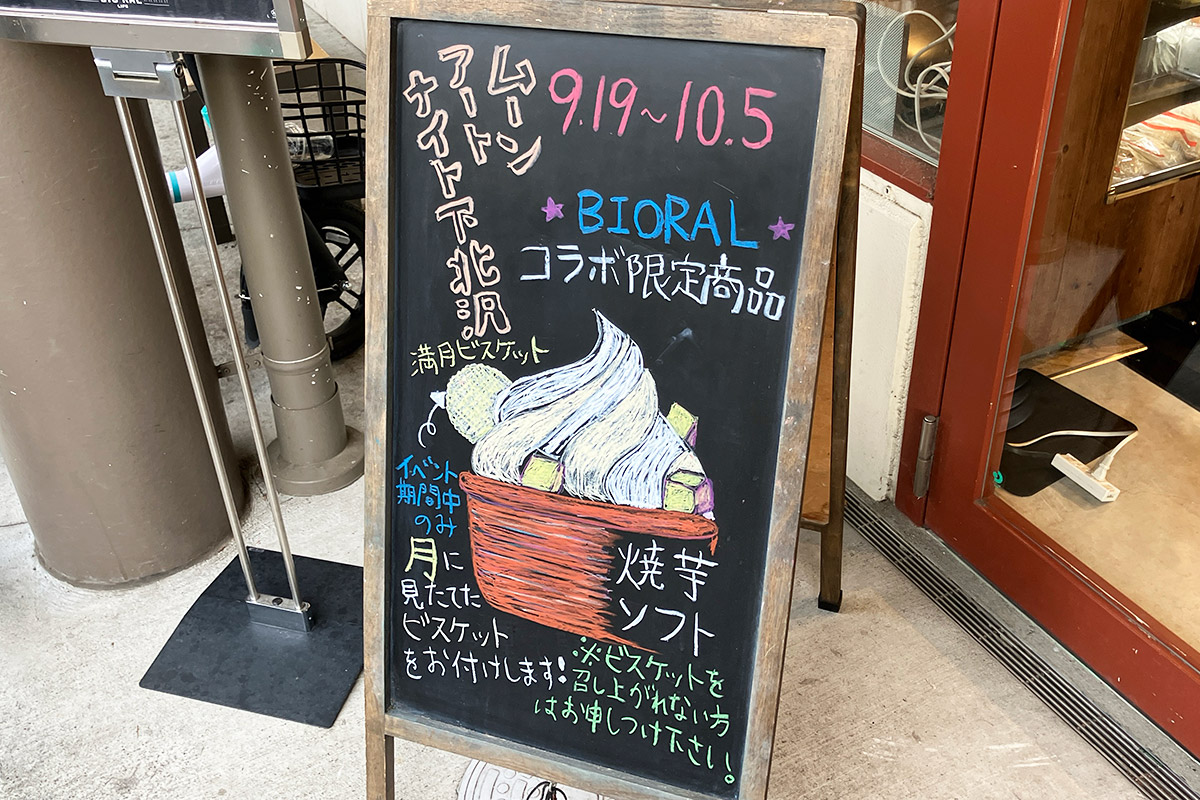 ムーン
アートナイト下北沢
9.19~10.5
BIORAL
コラボ限定商品
満月ビスケット
イベント
期間中
のみ
月に
見たてた
ビスケット
をお付けします!
焼芋
ソフト
※ビスケットを
召し上がれない方
はお申しつけ下さい。